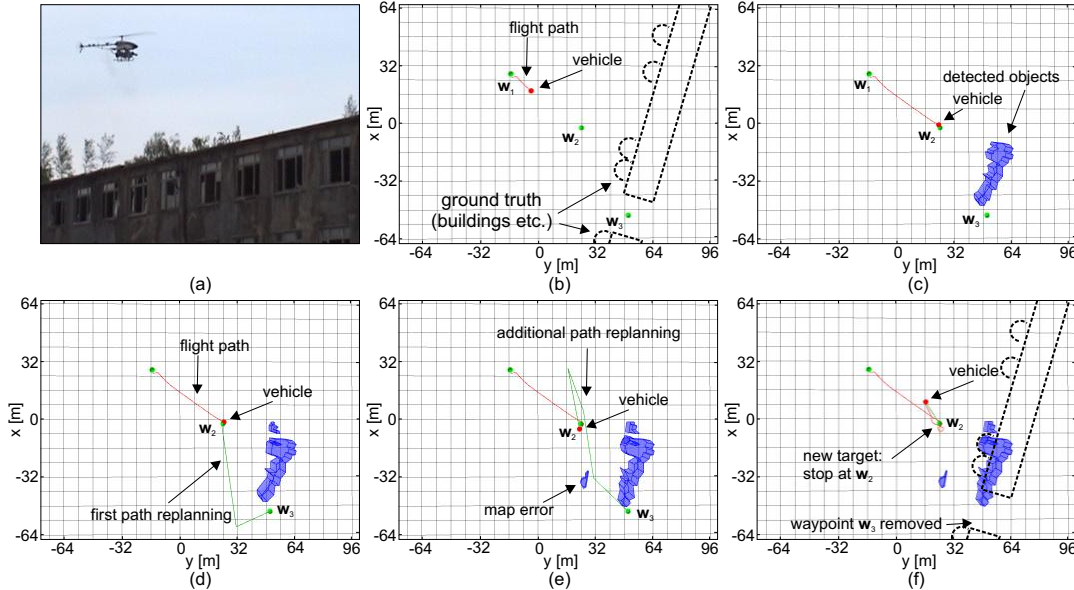 64
32
0
-32
-64
x [m]
-64 -32 0 32 64 96
y [m]
flight path
vehicle
w1
w2
w3
ground truth
(buildings etc.)
64
32
0
-32
-64
x [m]
-64 -32 0 32 64 96
y [m]
detected objects
vehicle
w1
w2
w3
(a)
(b)
(c)
64
32
0
-32
-64
x [m]
-64 -32 0 32 64 96
y [m]
flight path
vehicle
w2
w3
first path replanning
64
32
0
-32
-64
x [m]
-64 -32 0 32 64 96
y [m]
additional path replanning
vehicle
w2
map error
w3
64
32
0
-32
-64
x [m]
-64 -32 0 32 64 96
y [m]
vehicle
w2
new target:
stop at w2
waypoint w3 removed
(d)
(e)
(f)